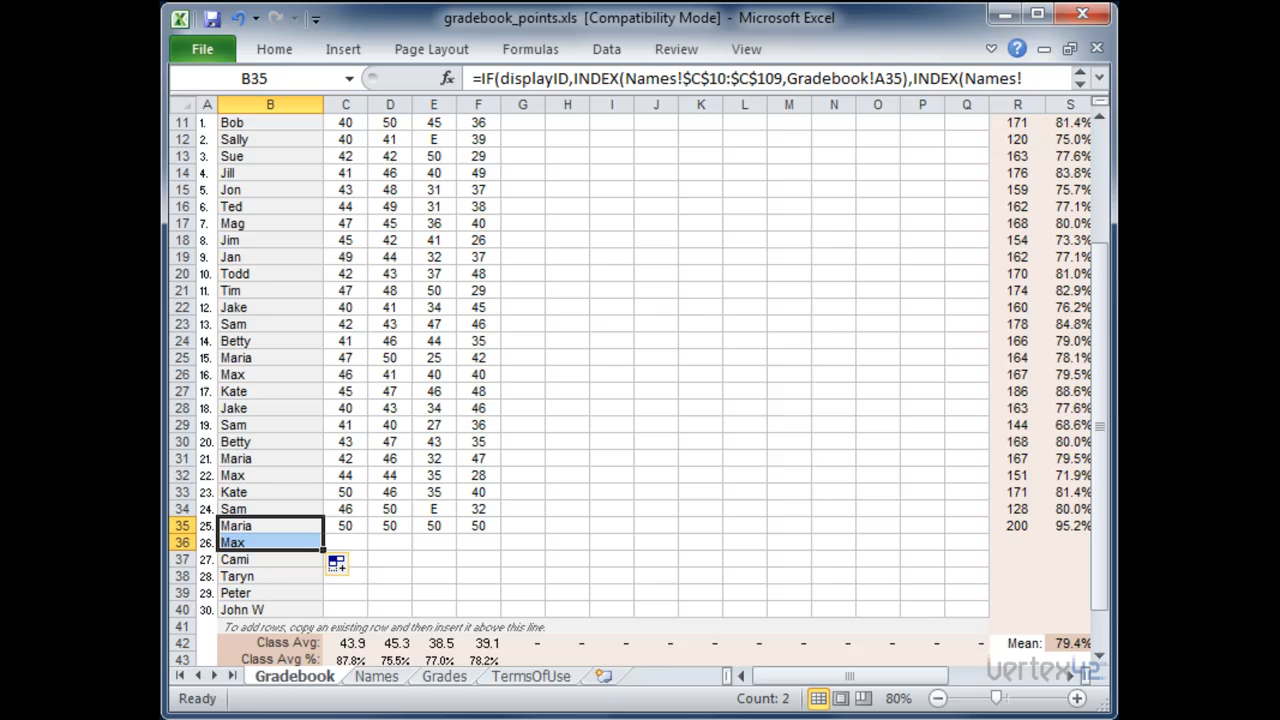 gradebook_points.xls [Compatibility Mode] - Microsoft Excel
File Home Insert Page Layout Formulas Data Review View
B35 fx =IF(displayID,INDEX(Names!$C$10:$C$109,Gradebook!A35),INDEX(Names!
A B C D E F G H I J K L M N O P Q R S
11 1. Bob 40 50 45 36 171 81.4%
12 2. Sally 40 41 E 39 120 75.0%
13 3. Sue 42 42 50 29 163 77.6%
14 4. Jill 41 46 40 49 176 83.8%
15 5. Jon 43 48 31 37 159 75.7%
16 6. Ted 44 49 31 38 162 77.1%
17 7. Mag 47 45 36 40 168 80.0%
18 8. Jim 45 42 41 26 154 73.3%
19 9. Jan 49 44 32 37 162 77.1%
20 10. Todd 42 43 37 48 170 81.0%
21 11. Tim 47 48 50 29 174 82.9%
22 12. Jake 40 41 34 45 160 76.2%
23 13. Sam 42 43 47 46 178 84.8%
24 14. Betty 41 46 44 35 166 79.0%
25 15. Maria 47 50 25 42 164 78.1%
26 16. Max 46 41 40 40 167 79.5%
27 17. Kate 45 47 46 48 186 88.6%
28 18. Jake 40 43 34 46 163 77.6%
29 19. Sam 41 40 27 36 144 68.6%
30 20. Betty 43 47 43 35 168 80.0%
31 21. Maria 42 46 32 47 167 79.5%
32 22. Max 44 44 35 28 151 71.9%
33 23. Kate 50 46 35 40 171 81.4%
34 24. Sam 46 50 E 32 128 80.0%
35 25. Maria 50 50 50 50 200 95.2%
36 26. Max
37 27. Cami
38 28. Taryn
39 29. Peter
40 30. John W
41 To add rows, copy an existing row and then insert it above this line.
42 Class Avg: 43.9 45.3 38.5 39.1 - - - - - - - - - - - Mean: 79.4%
43 Class Avg %: 87.8% 75.5% 77.0% 78.2%
Gradebook Names Grades TermsOfUse
vertex42
Ready Count: 2 80%